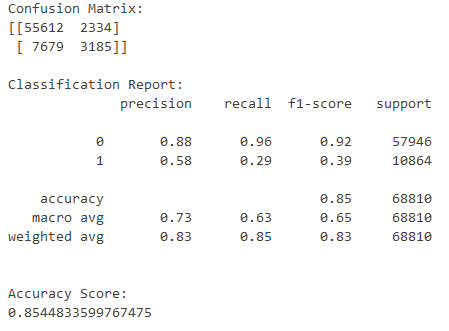 Confusion Matrix:
[[55612  2334]
 [ 7679  3185]]
Classification Report:
              precision    recall  f1-score   support
           0       0.88      0.96      0.92     57946
           1       0.58      0.29      0.39     10864
    accuracy                           0.85     68810
   macro avg       0.73      0.63      0.65     68810
weighted avg       0.83      0.85      0.83     68810
Accuracy Score:
0.8544833599767475